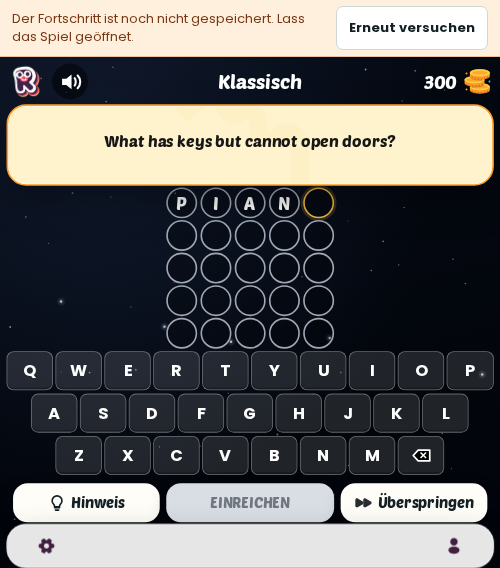 Der Fortschritt ist noch nicht gespeichert. Lass
das Spiel geöffnet.
Erneut versuchen
Klassisch
300
What has keys but cannot open doors?
P I A N
Q W E R T Y U I O P
A S D F G H J K L
Z X C V B N M
Hinweis
EINREICHEN
Überspringen